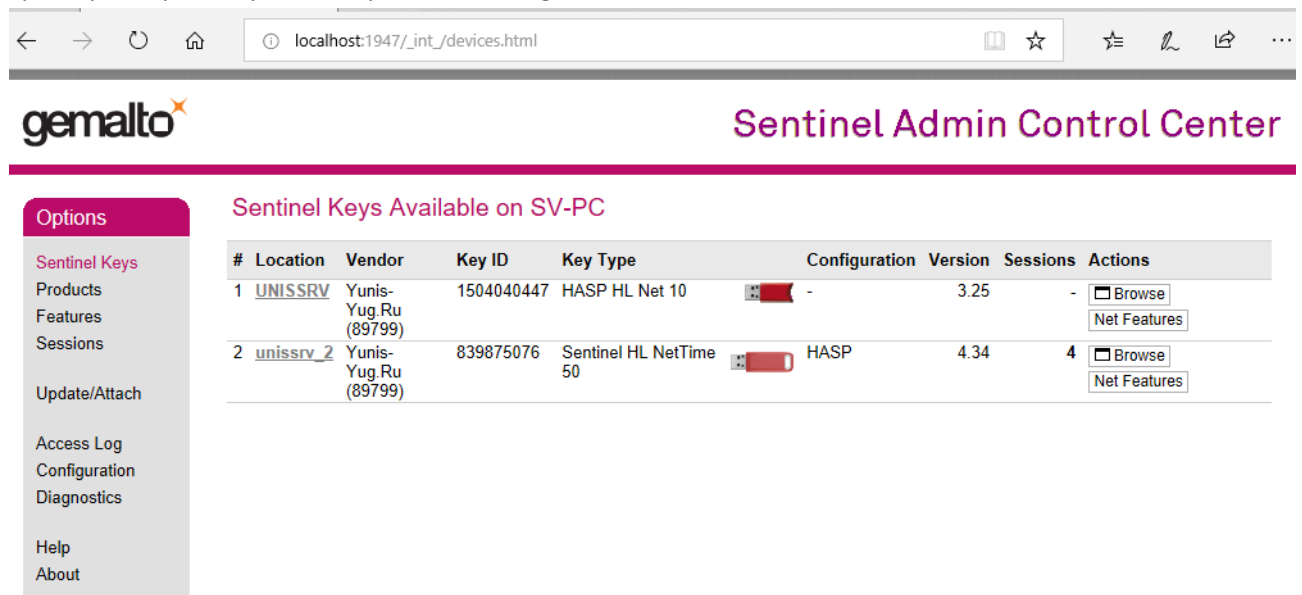 localhost:1947/_int_/devices.html
gemalto
Sentinel Admin Control Center
Options
Sentinel Keys
Products
Features
Sessions
Update/Attach
Access Log
Configuration
Diagnostics
Help
About
Sentinel Keys Available on SV-PC
# Location Vendor Key ID Key Type Configuration Version Sessions Actions
1 UNISSRV Yunis- 1504040447 HASP HL Net 10 - 3.25 - Browse
Yug.Ru Net Features
(89799)
2 unissrv_2 Yunis- 839875076 Sentinel HL NetTime HASP 4.34 4 Browse
Yug.Ru 50 Net Features
(89799)